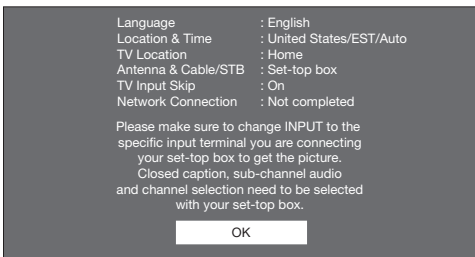 Language : English
Location & Time : United States/EST/Auto
TV Location : Home
Antenna & Cable/STB : Set-top box
TV Input Skip : On
Network Connection : Not completed
Please make sure to change INPUT to the
specific input terminal you are connecting
your set-top box to get the picture.
Closed caption, sub-channel audio
and channel selection need to be selected
with your set-top box.
OK